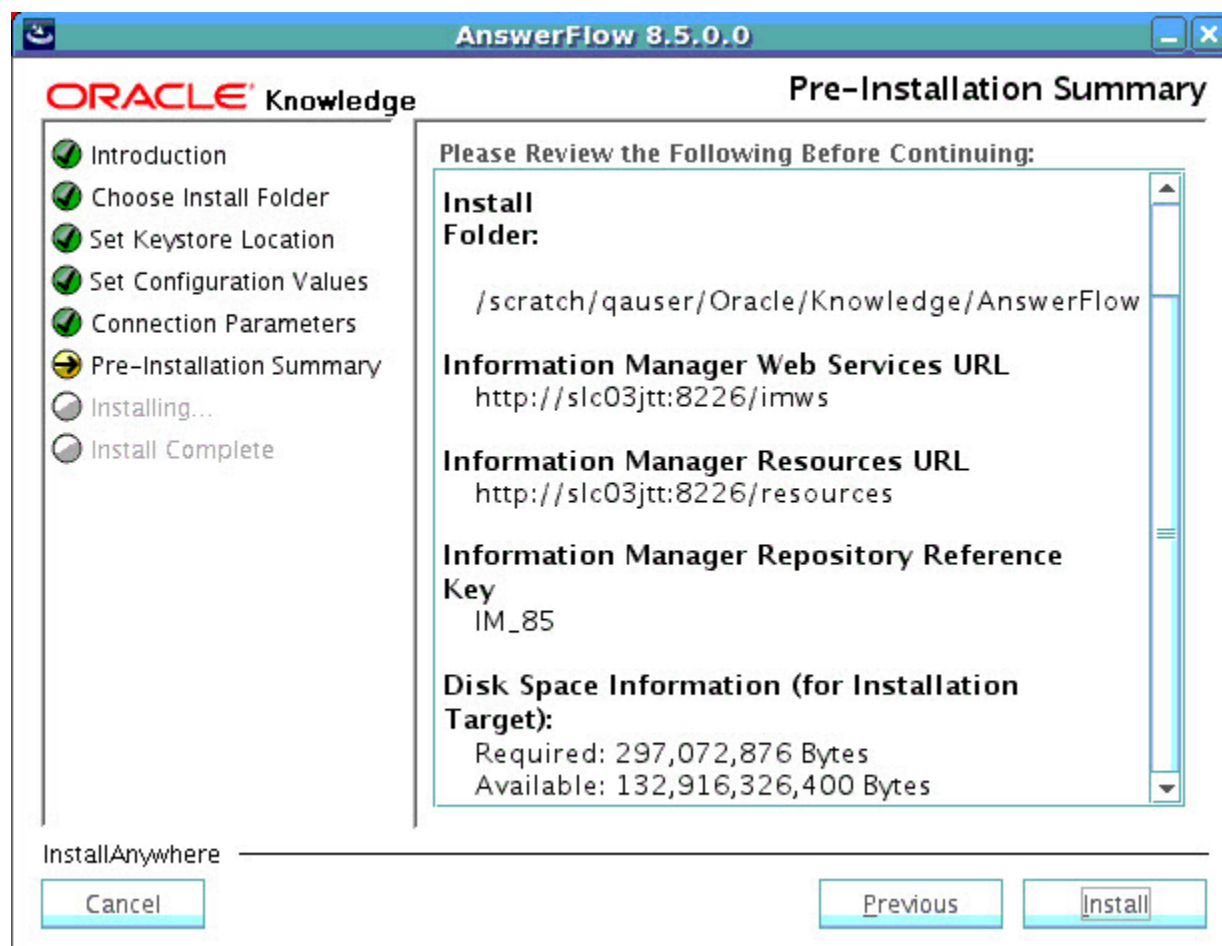 AnswerFlow 8.5.0.0
ORACLE® Knowledge
Pre-Installation Summary
Introduction
Choose Install Folder
Set Keystore Location
Set Configuration Values
Connection Parameters
Pre-Installation Summary
Installing...
Install Complete
Please Review the Following Before Continuing:
Install
Folder:
/scratch/qauser/Oracle/Knowledge/AnswerFlow
Information Manager Web Services URL
http://slc03jtt:8226/imws
Information Manager Resources URL
http://slc03jtt:8226/resources
Information Manager Repository Reference
Key
IM_85
Disk Space Information (for Installation
Target):
Required: 297,072,876 Bytes
Available: 132,916,326,400 Bytes
InstallAnywhere
Cancel
Previous
Install